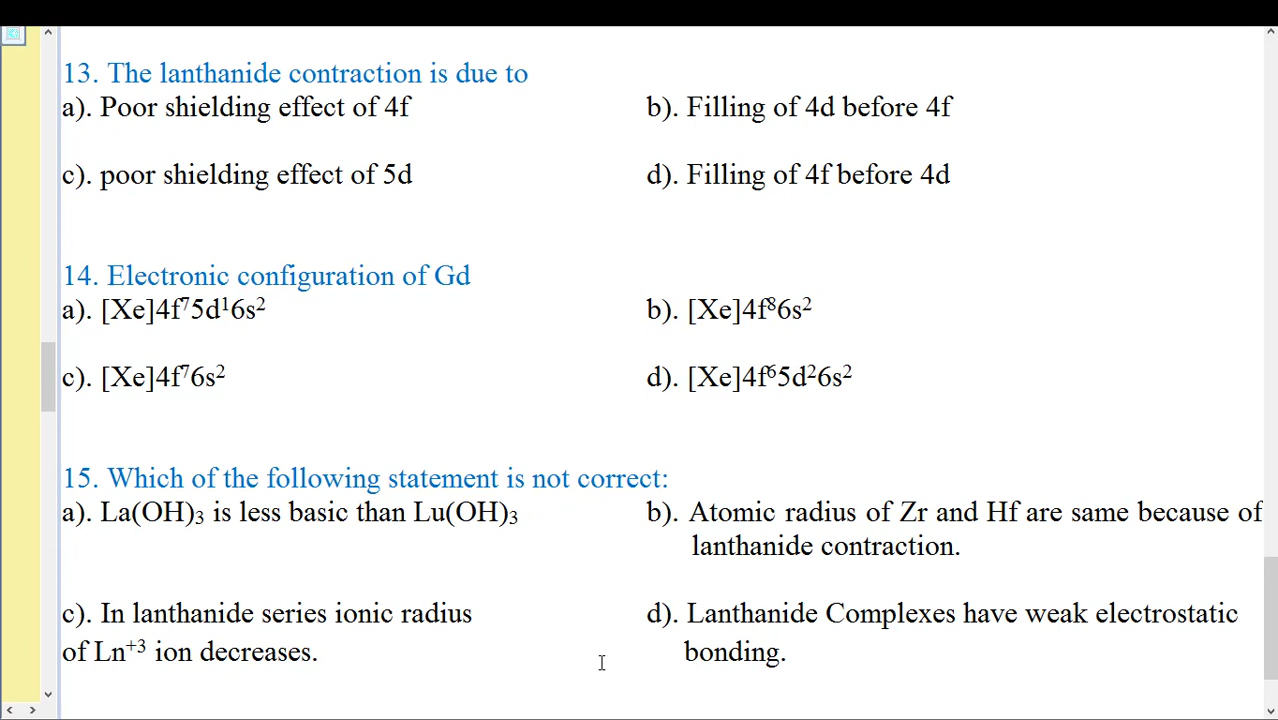 13. The lanthanide contraction is due to
a). Poor shielding effect of 4f b). Filling of 4d before 4f
c). poor shielding effect of 5d d). Filling of 4f before 4d
14. Electronic configuration of Gd
a). [Xe]4f⁷5d¹6s² b). [Xe]4f⁸6s²
c). [Xe]4f⁷6s² d). [Xe]4f⁶5d²6s²
15. Which of the following statement is not correct:
a). La(OH)₃ is less basic than Lu(OH)₃ b). Atomic radius of Zr and Hf are same because of
lanthanide contraction.
c). In lanthanide series ionic radius d). Lanthanide Complexes have weak electrostatic
of Ln⁺³ ion decreases. bonding.